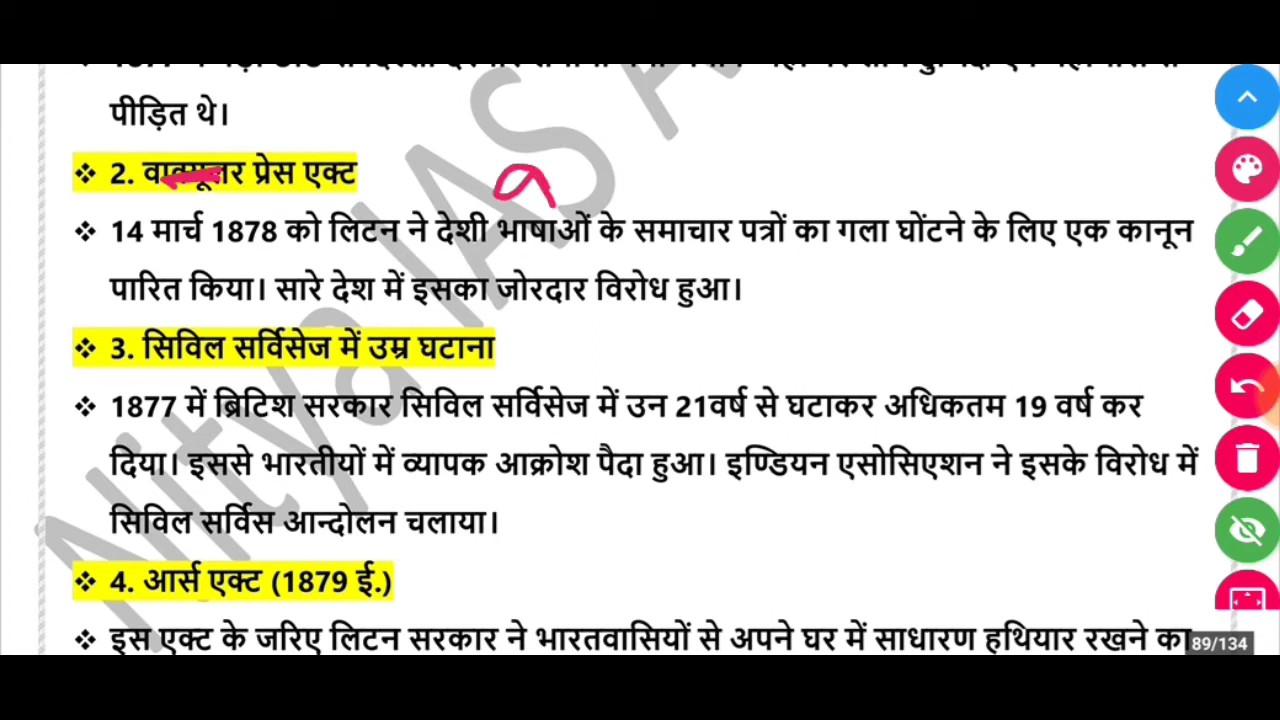 पीड़ित थे।
❖ 2. प्रेस एक्ट
❖ 14 मार्च 1878 को लिटन ने देशी भाषाओं के समाचार पत्रों का गला घोंटने के लिए एक कानून
पारित किया। सारे देश में इसका जोरदार विरोध हुआ।
❖ 3. सिविल सर्विसेज में उम्र घटाना
❖ 1877 में ब्रिटिश सरकार सिविल सर्विसेज में उन 21वर्ष से घटाकर अधिकतम 19 वर्ष कर
दिया। इससे भारतीयों में व्यापक आक्रोश पैदा हुआ। इण्डियन एसोसिएशन ने इसके विरोध में
सिविल सर्विस आन्दोलन चलाया।
❖ 4. आर्स एक्ट (1879 ई.)
❖ इस एक्ट के जरिए लिटन सरकार ने भारतवासियों से अपने घर में साधारण हथियार रखने का
89/134
Nitya IAS A